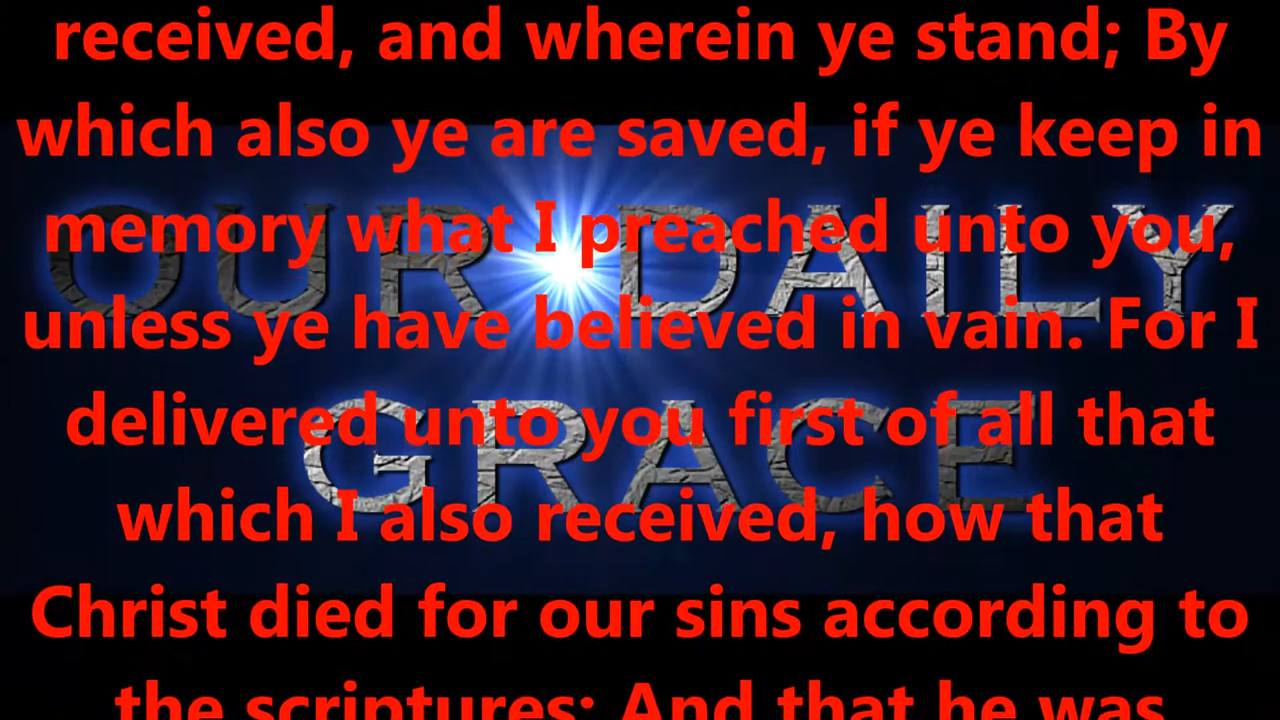 received, and wherein ye stand; By
which also ye are saved, if ye keep in
memory what I preached unto you,
unless ye have believed in vain. For I
delivered unto you first of all that
which I also received, how that
Christ died for our sins according to
the scriptures; And that he was
OUR DAILY
GRACE